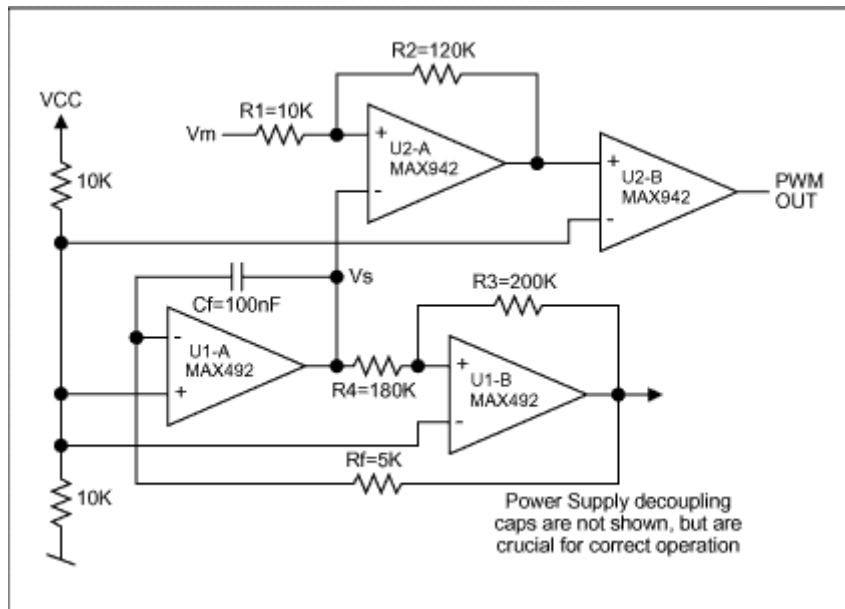 R2=120K
VCC
R1=10K
Vm
+
-
U2-A
MAX942
10K
+
-
U2-B
MAX942
PWM
OUT
Vs
Cf=100nF
R3=200K
-
+
U1-A
MAX492
R4=180K
+
-
U1-B
MAX492
Rf=5K
10K
Power Supply decoupling
caps are not shown, but are
crucial for correct operation